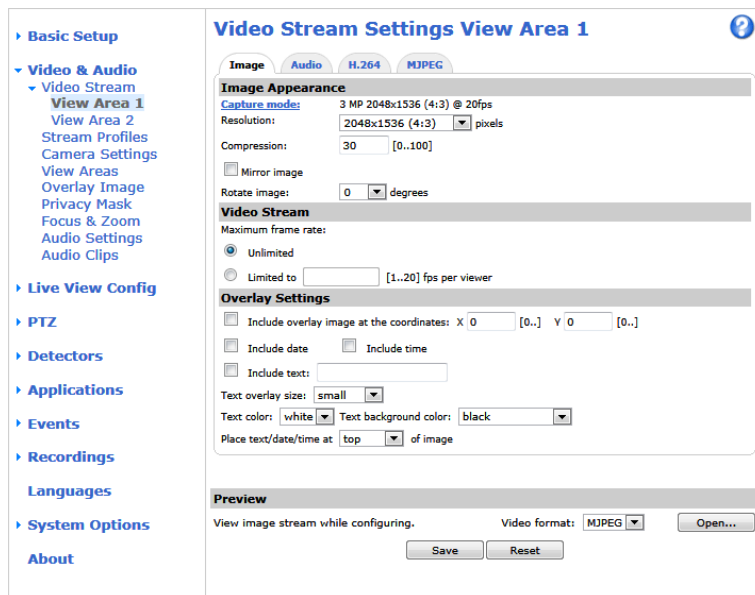 Basic Setup
Video & Audio
Video Stream
View Area 1
View Area 2
Stream Profiles
Camera Settings
View Areas
Overlay Image
Privacy Mask
Focus & Zoom
Audio Settings
Audio Clips
Live View Config
PTZ
Detectors
Applications
Events
Recordings
Languages
System Options
About
Video Stream Settings View Area 1
?
Image Audio H.264 MJPEG
Image Appearance
Capture mode: 3 MP 2048x1536 (4:3) @ 20fps
Resolution: 2048x1536 (4:3) pixels
Compression: 30 [0..100]
Mirror image
Rotate image: 0 degrees
Video Stream
Maximum frame rate:
Unlimited
Limited to [1..20] fps per viewer
Overlay Settings
Include overlay image at the coordinates: X 0 [0..] Y 0 [0..]
Include date Include time
Include text:
Text overlay size: small
Text color: white Text background color: black
Place text/date/time at top of image
Preview
View image stream while configuring. Video format: MJPEG Open...
Save Reset